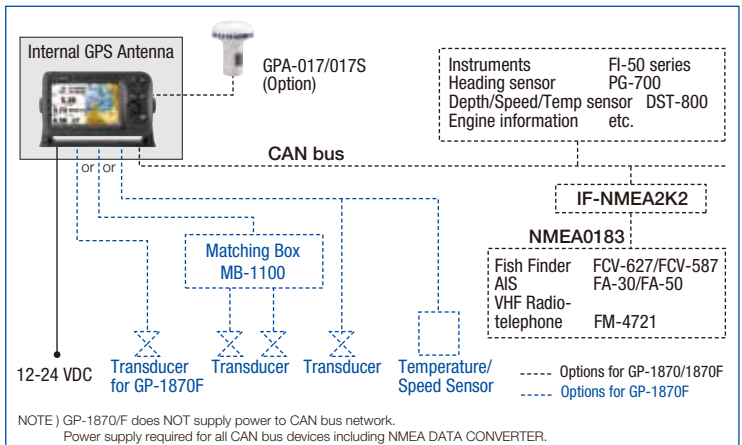 Internal GPS Antenna
GPA-017/017S
(Option)
Instruments FI-50 series
Heading sensor PG-700
Depth/Speed/Temp sensor DST-800
Engine information etc.
CAN bus
or or
IF-NMEA2K2
NMEA0183
Matching Box
MB-1100
Fish Finder FCV-627/FCV-587
AIS FA-30/FA-50
VHF Radio-
telephone FM-4721
12-24 VDC
Transducer
for GP-1870F
Transducer
Transducer
Temperature/
Speed Sensor
Options for GP-1870/1870F
Options for GP-1870F
NOTE ) GP-1870/F does NOT supply power to CAN bus network.
Power supply required for all CAN bus devices including NMEA DATA CONVERTER.